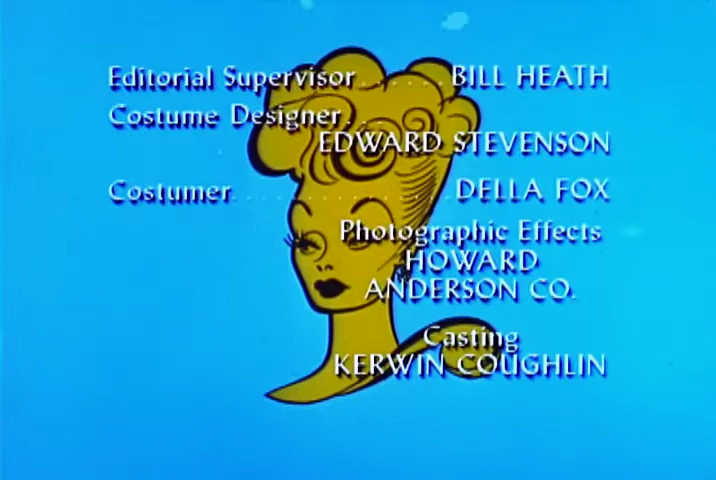 Editorial Supervisor . . . . . . . BILL HEATH
Costume Designer . . .
EDWARD STEVENSON
Costumer . . . . . . . . . . . . . . . . DELLA FOX
Photographic Effects
HOWARD
ANDERSON CO.
Casting
KERWIN COUGHLIN